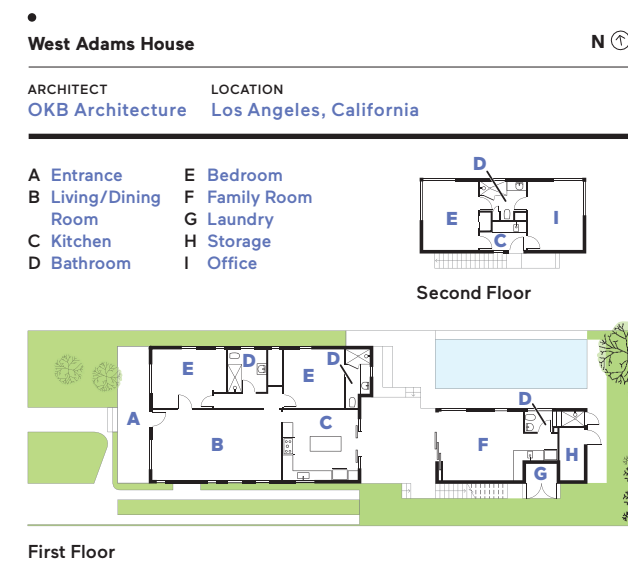 West Adams House
N
ARCHITECT
OKB Architecture
LOCATION
Los Angeles, California
A Entrance
B Living/Dining
Room
C Kitchen
D Bathroom
E Bedroom
F Family Room
G Laundry
H Storage
I Office
D
E
I
C
Second Floor
E
D
E
D
A
B
C
D
F
H
G
First Floor